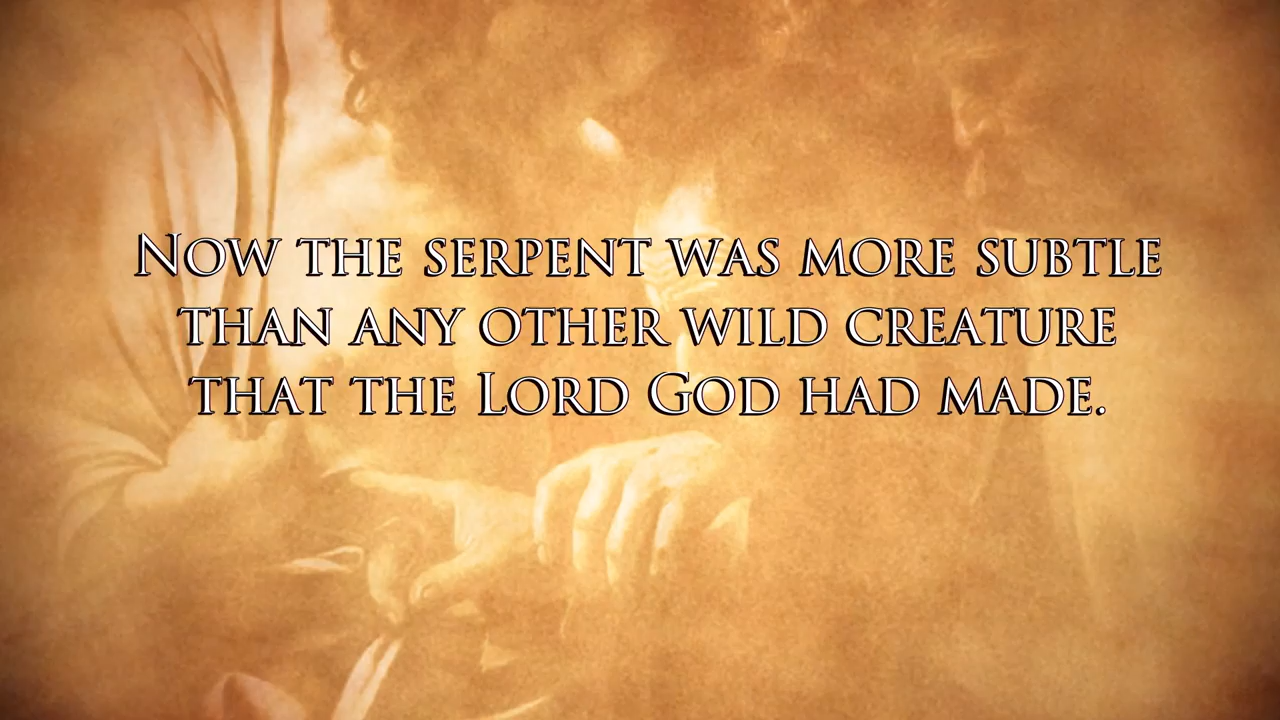 Now the serpent was more subtle
than any other wild creature
that the Lord God had made.